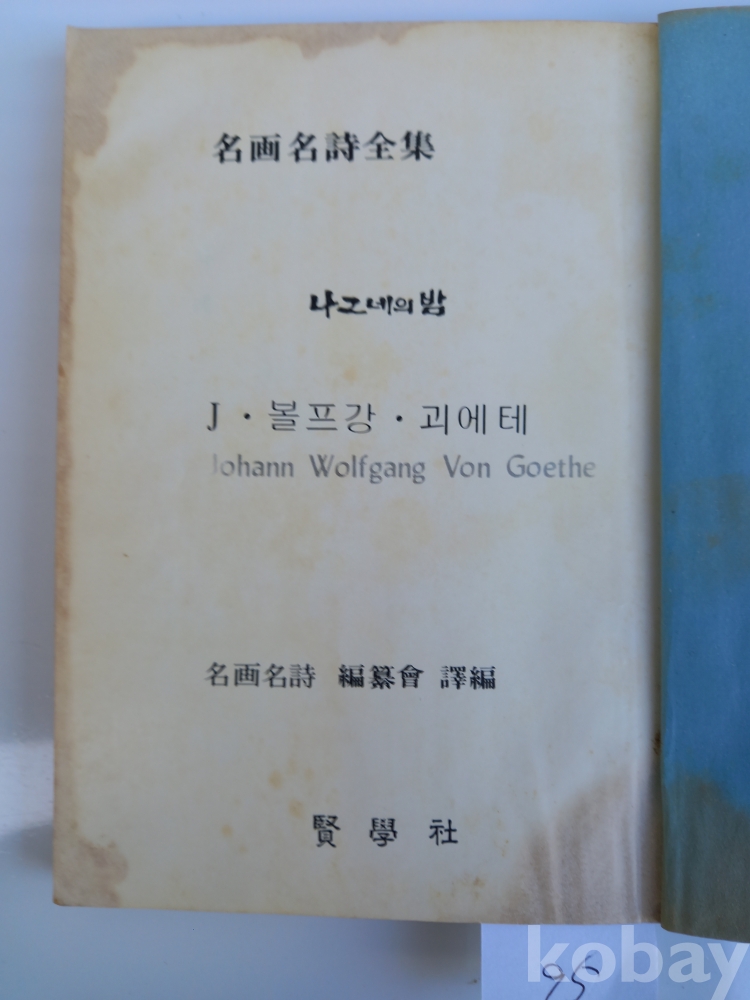 名画名詩全集
나그네의 밤
J · 볼프강 · 괴에테
Johann Wolfgang Von Goethe
名画名詩 編纂會 譯編
賢學社
kobay
95